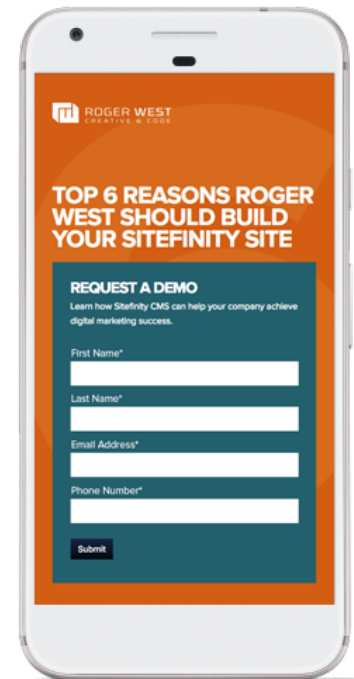 ROGER WEST
CREATIVE & CODE
TOP 6 REASONS ROGER
WEST SHOULD BUILD
YOUR SITEFINITY SITE
REQUEST A DEMO
Learn how Sitefinity CMS can help your company achieve
digital marketing success.
First Name*
Last Name*
Email Address*
Phone Number*
Submit